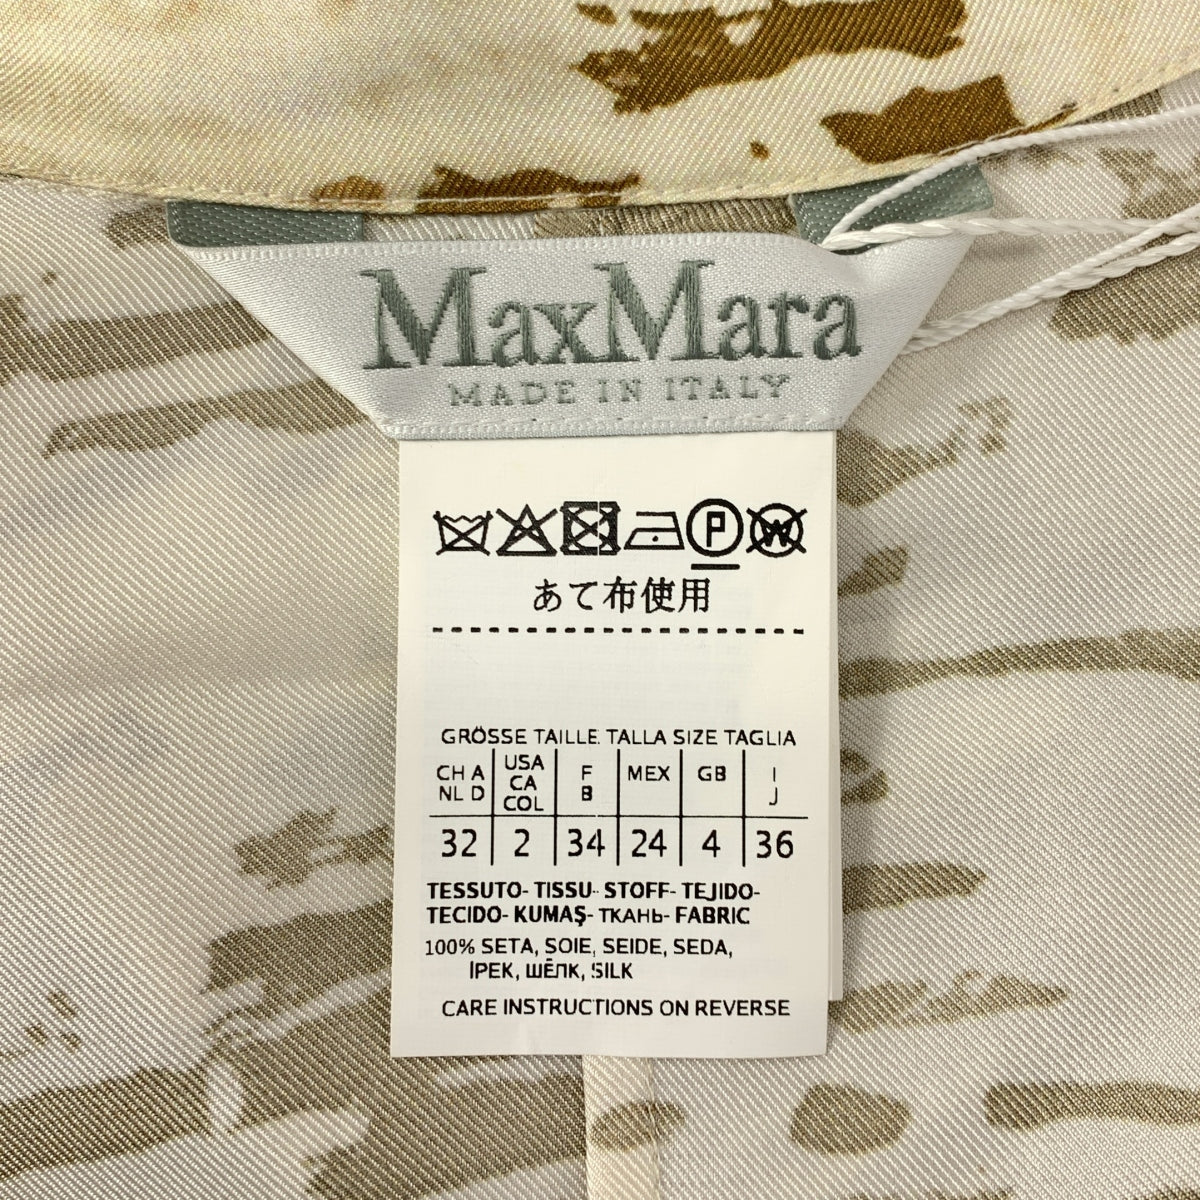 MaxMara
MADE IN ITALY
P
W
あて布使用
GRÖSSE TAILLE TALLA SIZE TAGLIA
CH A NL D USA CA COL F B MEX GB I J
32 2 34 24 4 36
TESSUTO- TISSU- STOFF- TEJIDO-
TECIDO- KUMAŞ- ТКАНЬ- FABRIC
100% SETA, SOIE, SEIDE, SEDA,
İPEK, ШЁЛК, SILK
CARE INSTRUCTIONS ON REVERSE